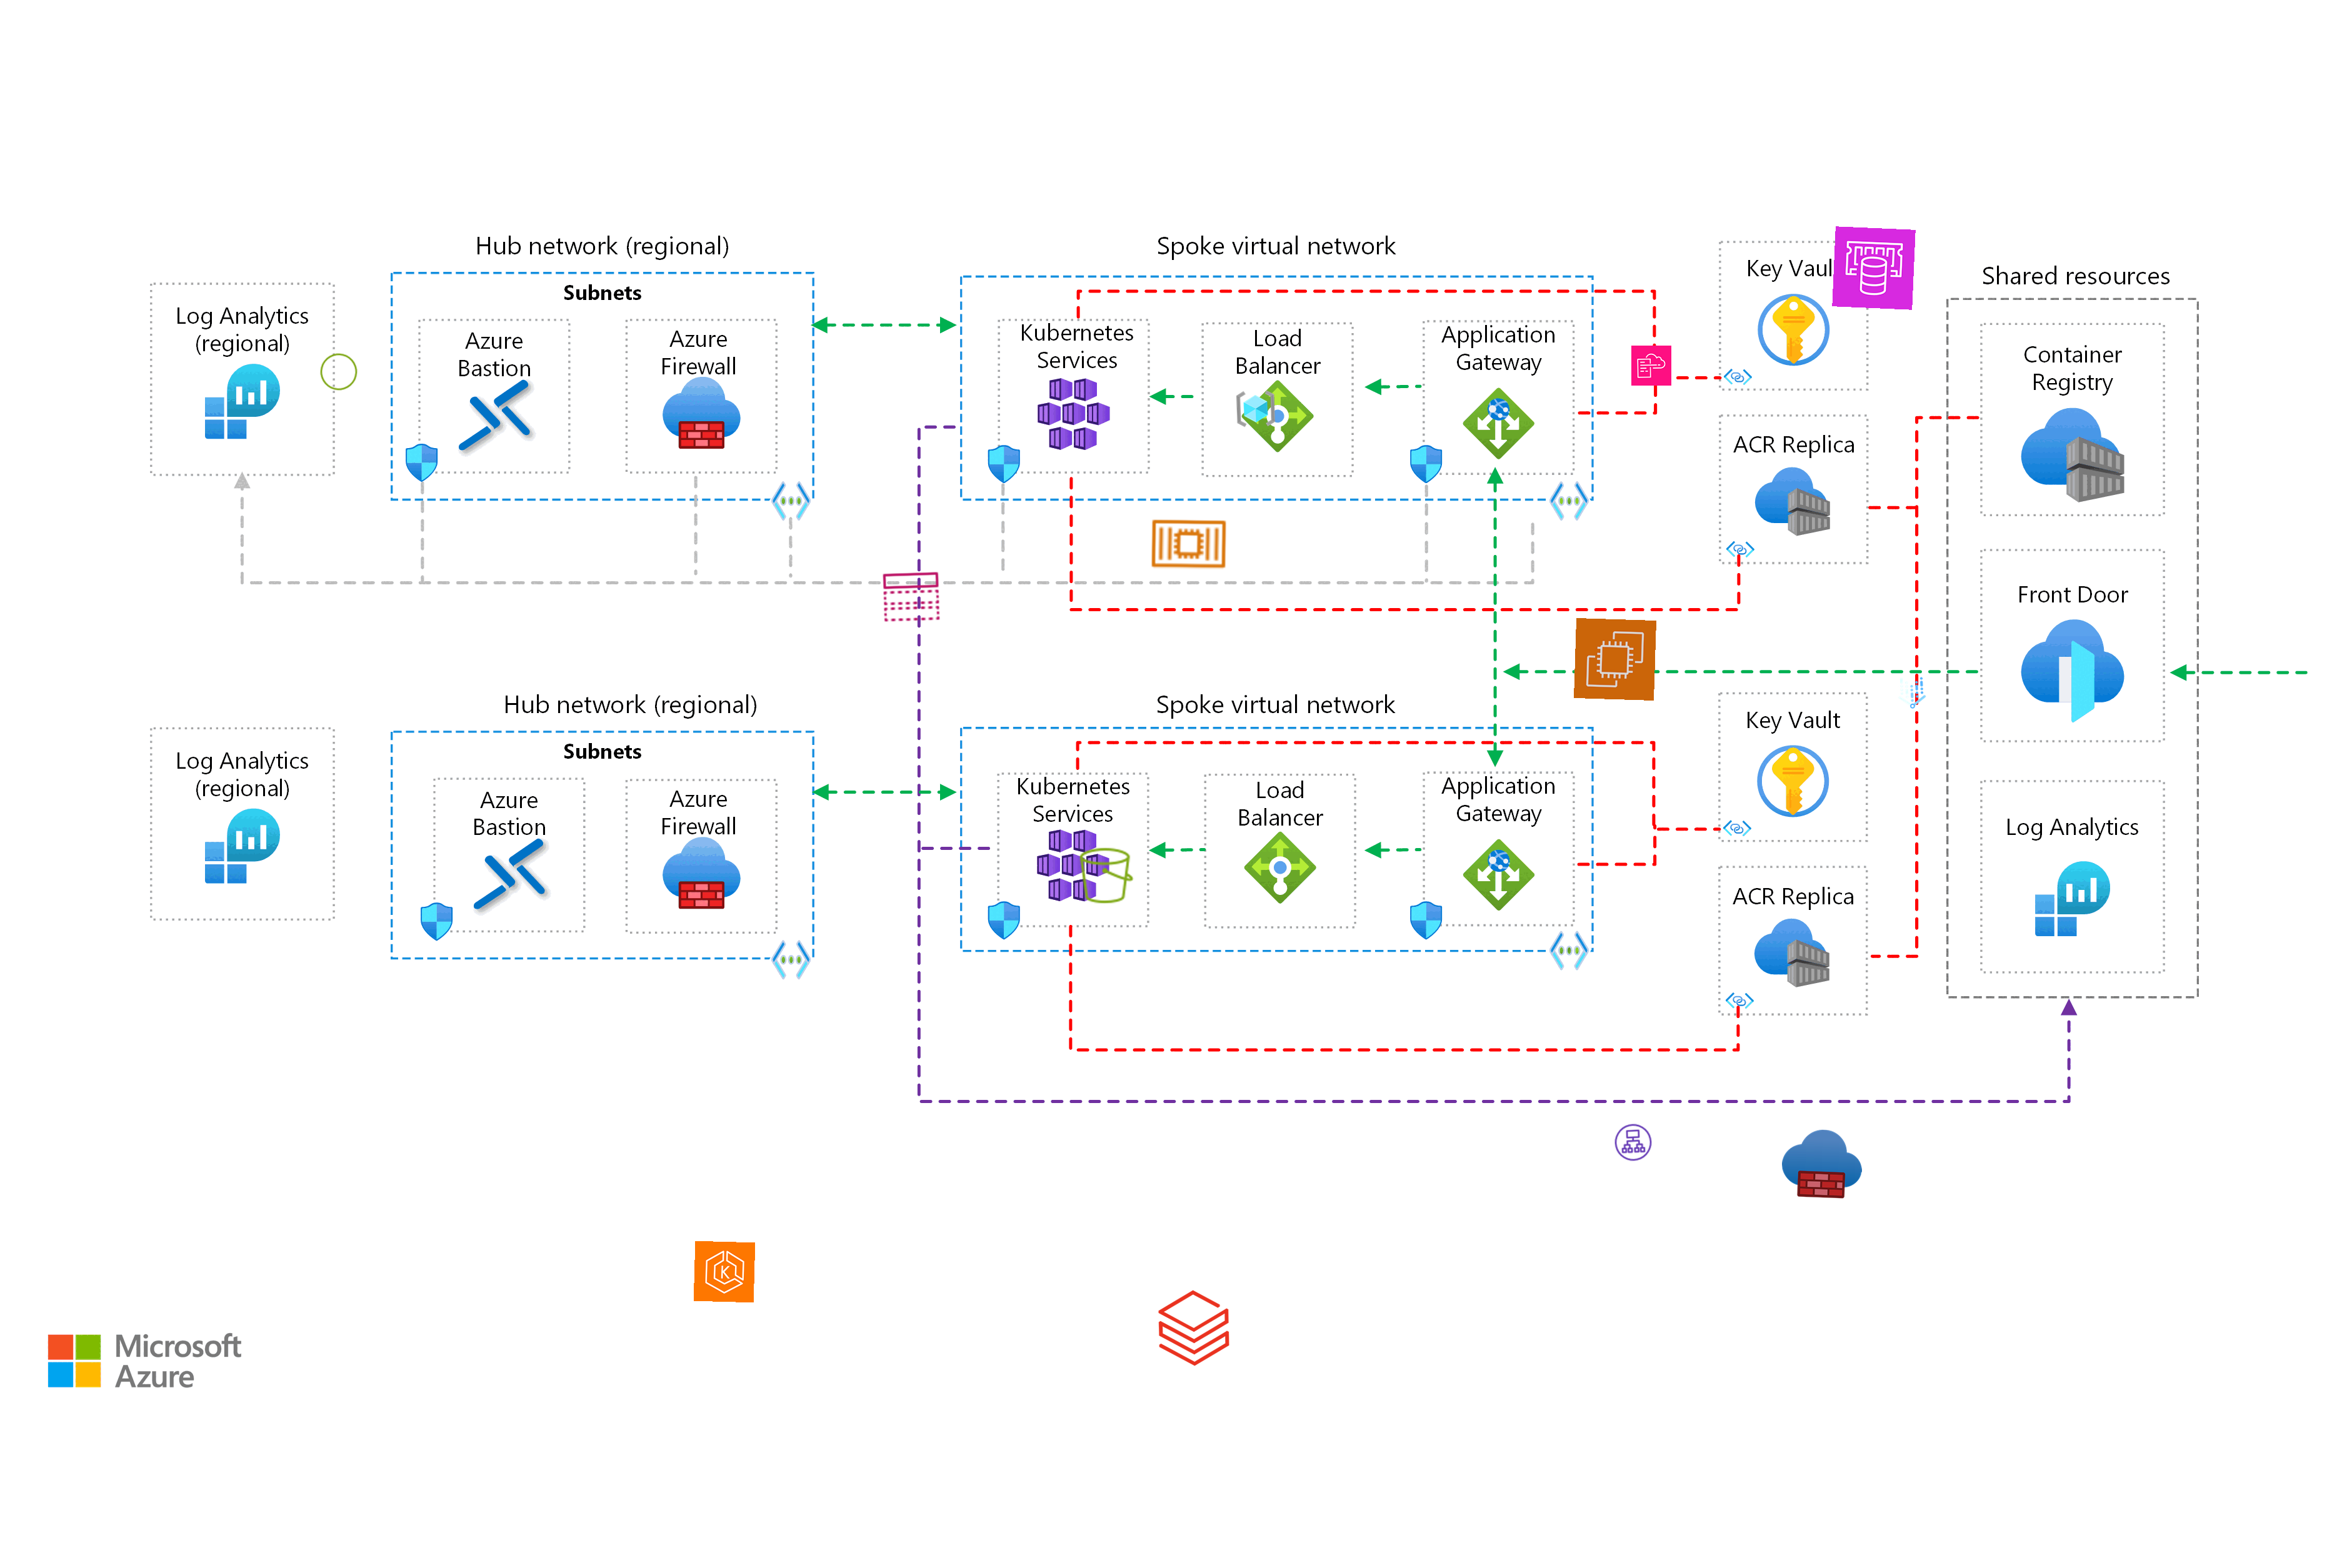 Hub network (regional)
Spoke virtual network
Shared resources
Log Analytics
(regional)
Subnets
Azure
Bastion
Azure
Firewall
Kubernetes
Services
Load
Balancer
Application
Gateway
Key Vaul
ACR Replica
Container
Registry
Front Door
Log Analytics
Hub network (regional)
Spoke virtual network
Log Analytics
(regional)
Subnets
Azure
Bastion
Azure
Firewall
Kubernetes
Services
Load
Balancer
Application
Gateway
Key Vault
ACR Replica
K
Microsoft
Azure